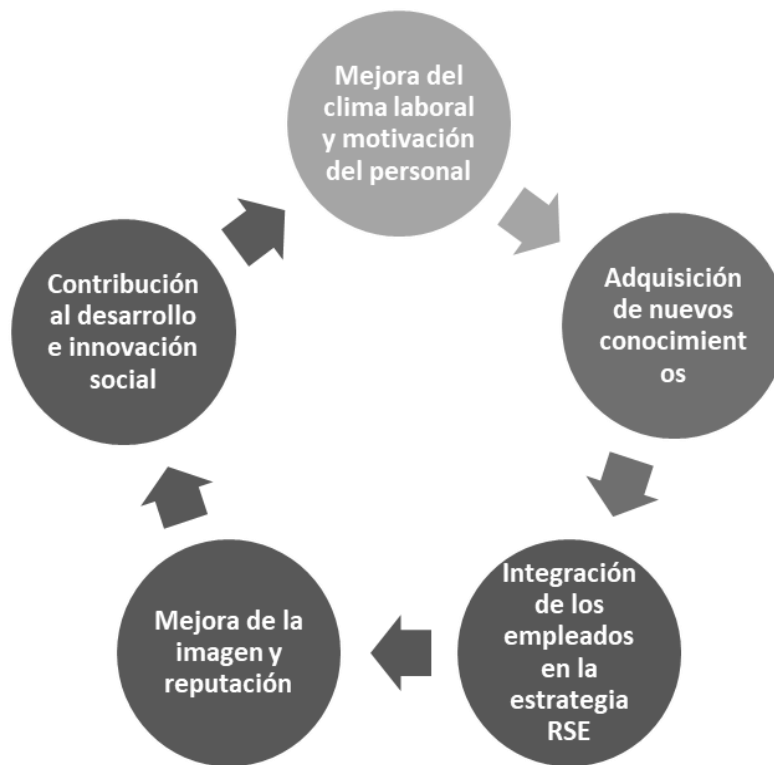 Mejora del
clima laboral
y motivación
del personal
Adquisición
de nuevos
conocimient
os
Integración
de los
empleados
en la
estrategia
RSE
Mejora de la
imagen y
reputación
Contribución
al desarrollo
e innovación
social